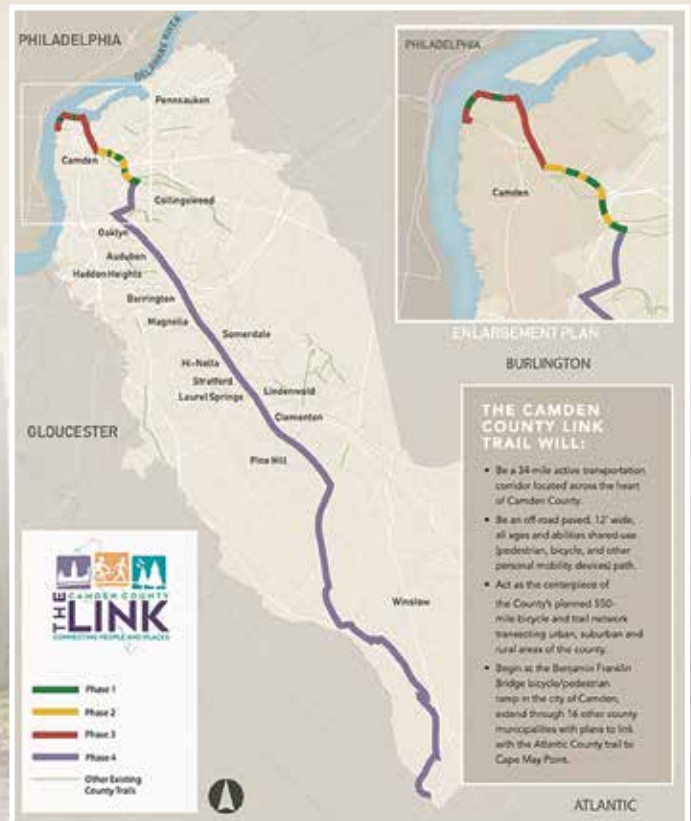 PHILADELPHIA
DELAWARE RIVER
Pennsauken
Camden
Collingswood
Oaklyn
Audubon
Haddon Heights
Barrington
Magnolia
Somerdale
Hi-Nella
Stratford
Laurel Springs
Lindenwold
Clementon
Pine Hill
GLOUCESTER
Winslow
PHILADELPHIA
Camden
ENLARGEMENT PLAN
BURLINGTON
THE CAMDEN
COUNTY LINK
TRAIL WILL:
• Be a 34-mile active transportation
corridor located across the heart
of Camden County.
• Be an off-road paved, 12' wide,
all ages and abilities shared-use
(pedestrian, bicycle, and other
personal mobility devices) path.
• Act as the centerpiece of
the County's planned 550-
mile bicycle and trail network
transecting urban, suburban and
rural areas of the county.
• Begin at the Benjamin Franklin
Bridge bicycle/pedestrian
ramp in the city of Camden,
extend through 16 other county
municipalities with plans to link
with the Atlantic County trail to
Cape May Point.
CAMDEN COUNTY
THE LINK
CONNECTING PEOPLE AND PLACES
Phase 1
Phase 2
Phase 3
Phase 4
Other Existing
County Trails
ATLANTIC